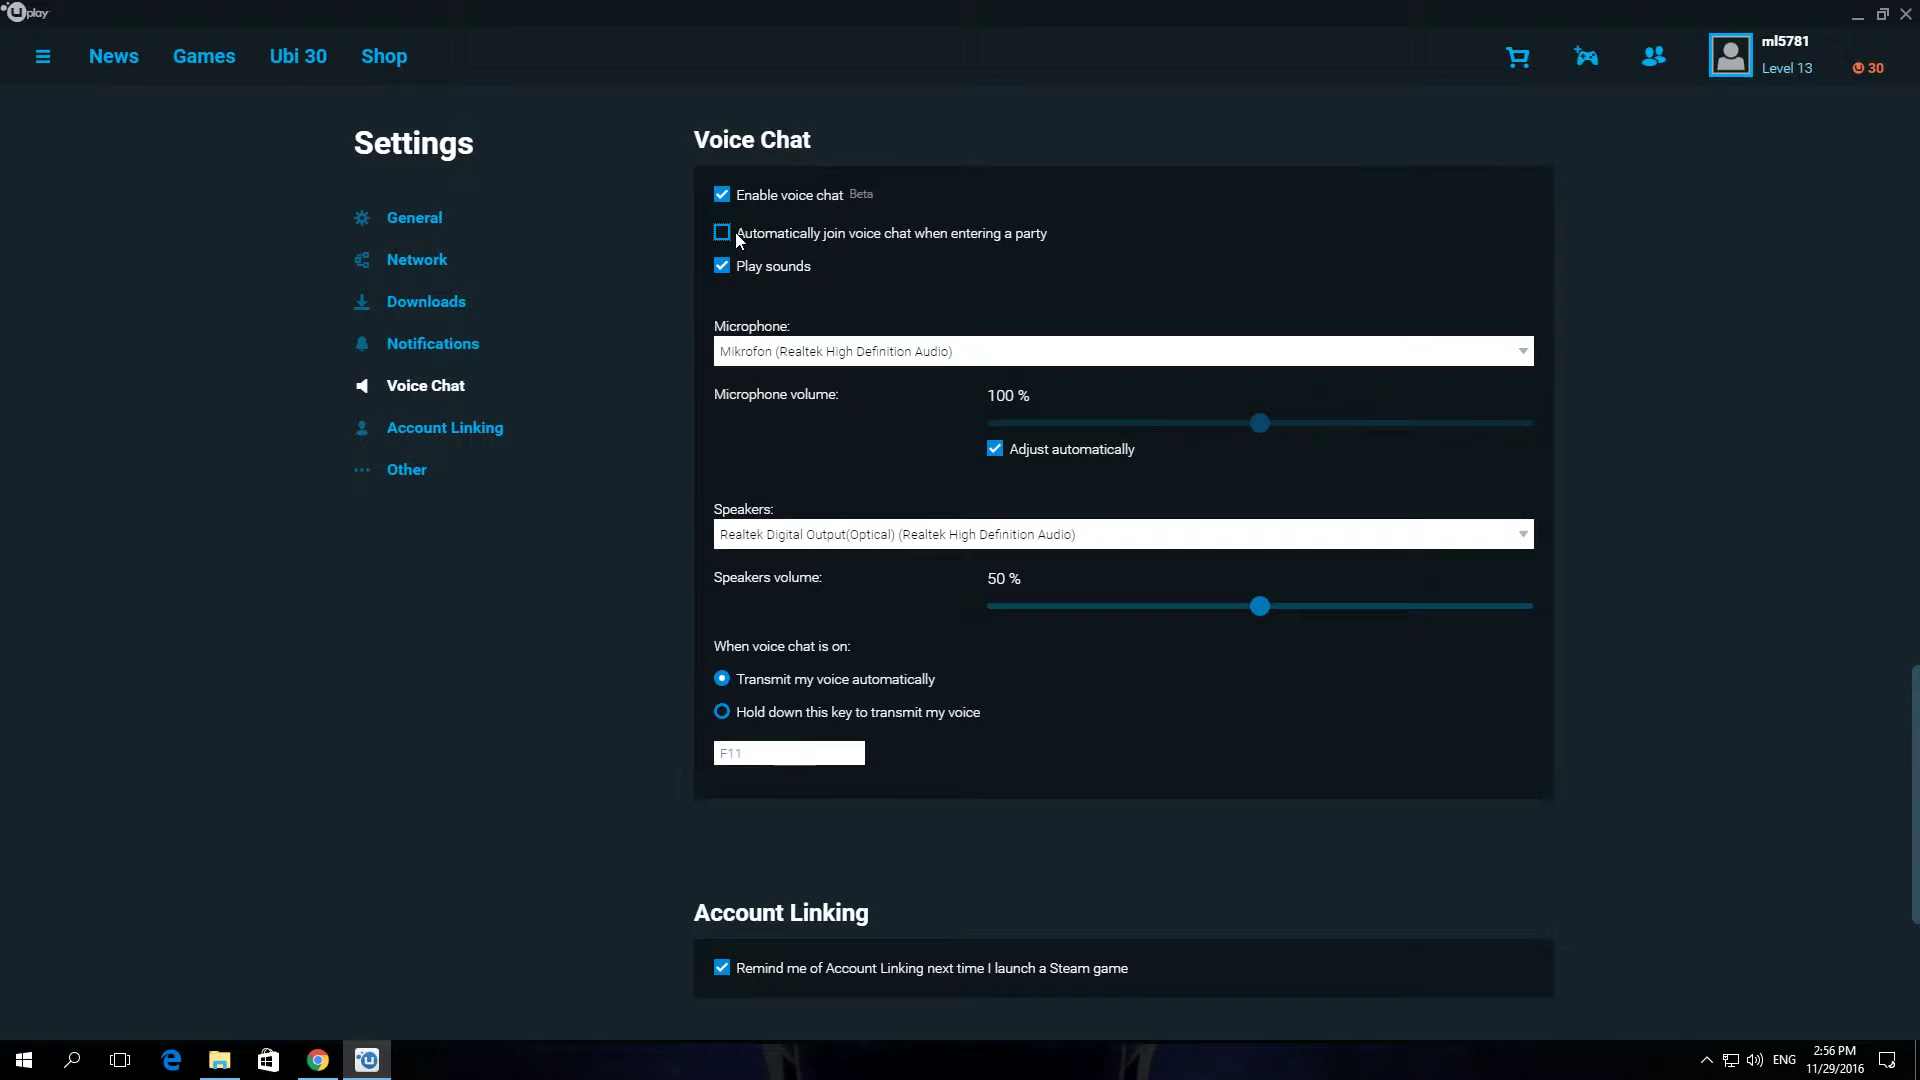 uplay
News Games Ubi 30 Shop
ml5781
Level 13
30
Settings
General
Network
Downloads
Notifications
Voice Chat
Account Linking
Other
Voice Chat
Enable voice chat Beta
Automatically join voice chat when entering a party
Play sounds
Microphone:
Mikrofon (Realtek High Definition Audio)
Microphone volume: 100 %
Adjust automatically
Speakers:
Realtek Digital Output(Optical) (Realtek High Definition Audio)
Speakers volume: 50 %
When voice chat is on:
Transmit my voice automatically
Hold down this key to transmit my voice
F11
Account Linking
Remind me of Account Linking next time I launch a Steam game
ENG
2:56 PM
11/29/2016